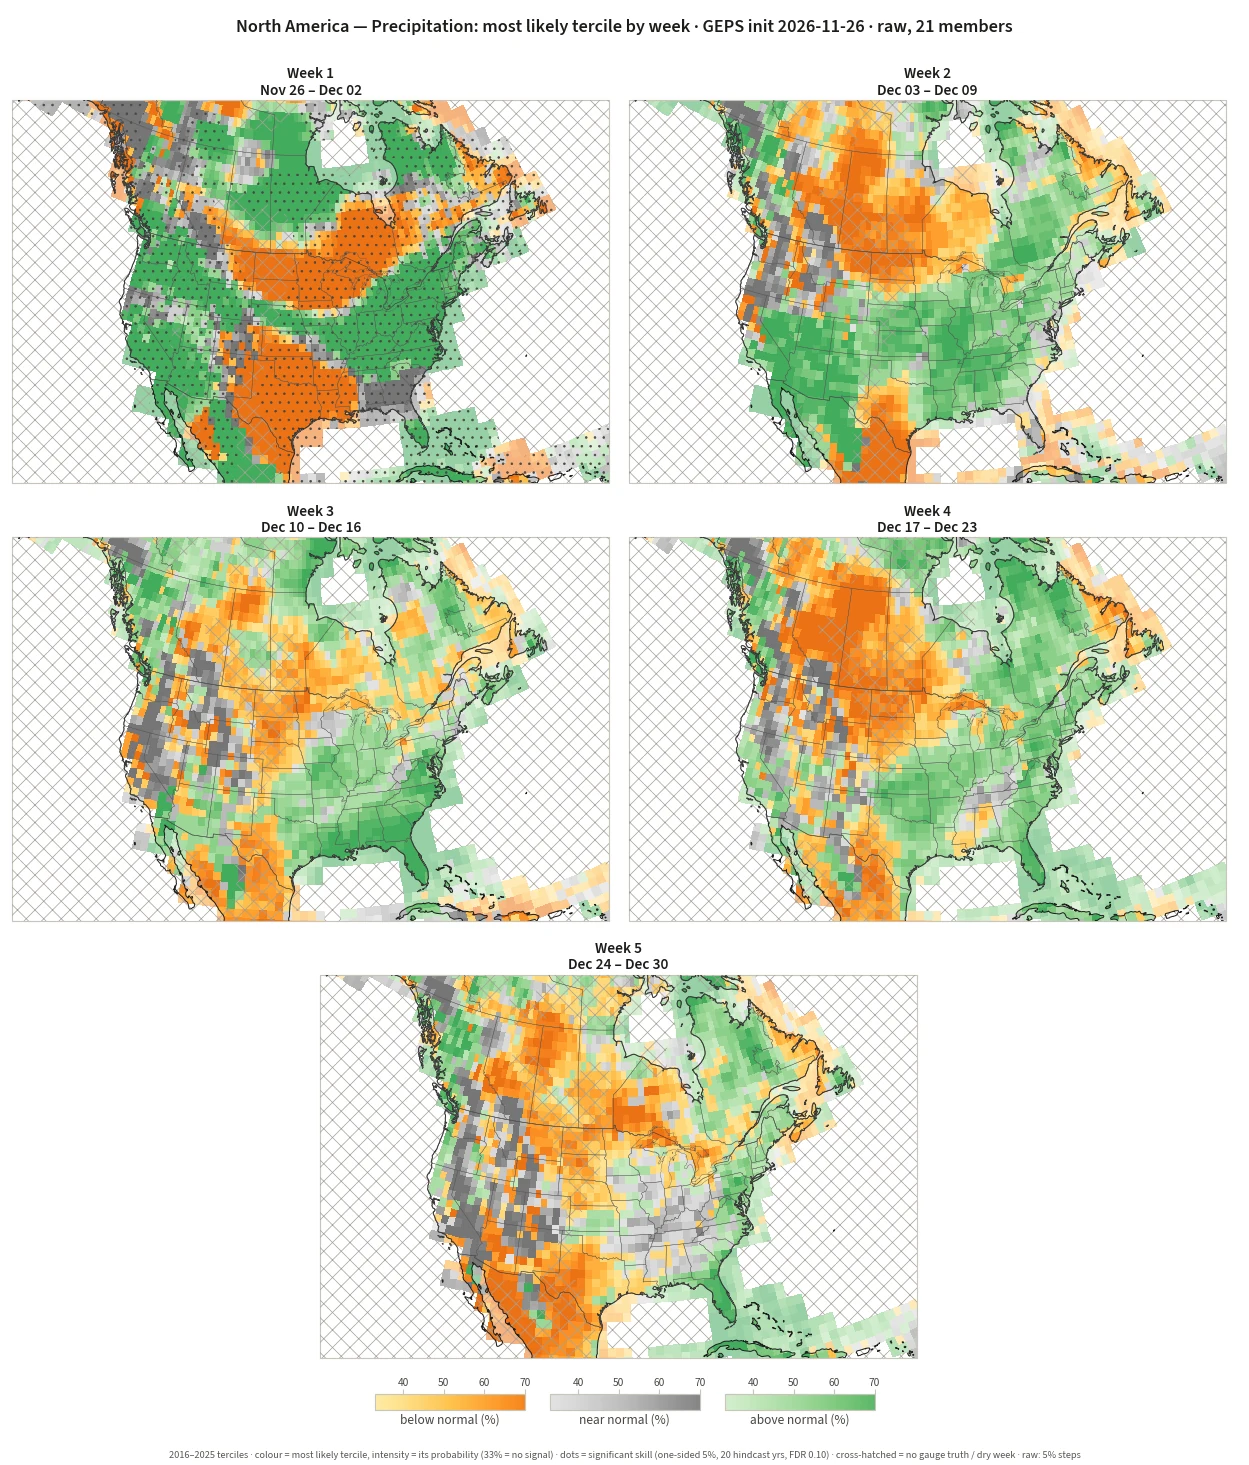 North America — Precipitation: most likely tercile by week · GEPS init 2026-11-26 · raw, 21 members
Week 1
Nov 26 – Dec 02
Week 2
Dec 03 – Dec 09
Week 3
Dec 10 – Dec 16
Week 4
Dec 17 – Dec 23
Week 5
Dec 24 – Dec 30
40 50 60 70
below normal (%)
40 50 60 70
near normal (%)
40 50 60 70
above normal (%)
2016–2025 terciles · colour = most likely tercile, intensity = its probability (33% = no signal) · dots = significant skill (one-sided 5%, 20 hindcast yrs, FDR 0.10) · cross-hatched = no gauge truth / dry week · raw: 5% steps